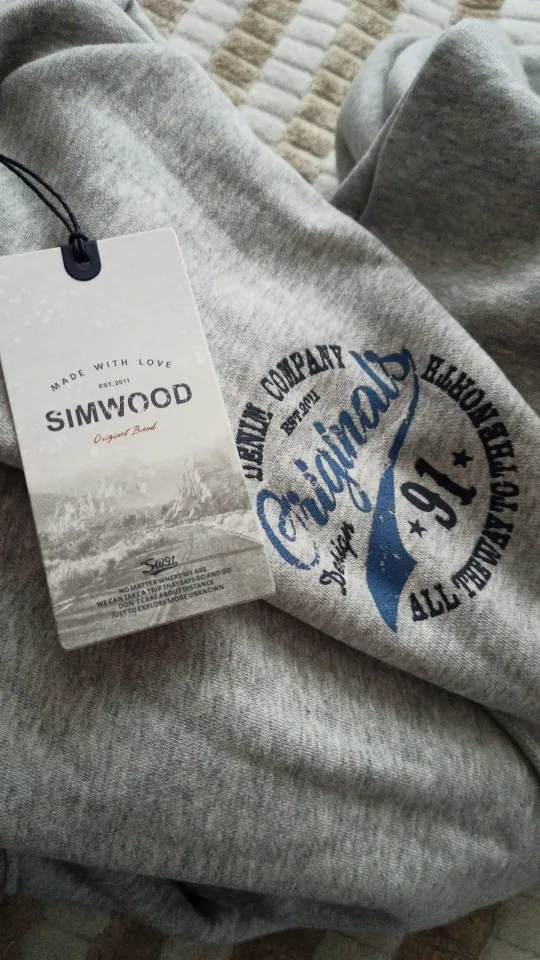 MADE WITH LOVE
EST.2011
SIMWOOD
Original Brand
SW91
NO MATTER WHERE WE ARE
WE CAN TAKE A TRIP THAT SAYS GO AND GO
DON'T CARE ABOUT DISTANCE
JUST TO EXPLORE MORE UNKNOWN
DENIM COMPANY
EST.2011
Originals
Design
91
ALL THE WAY TO THE NORTH